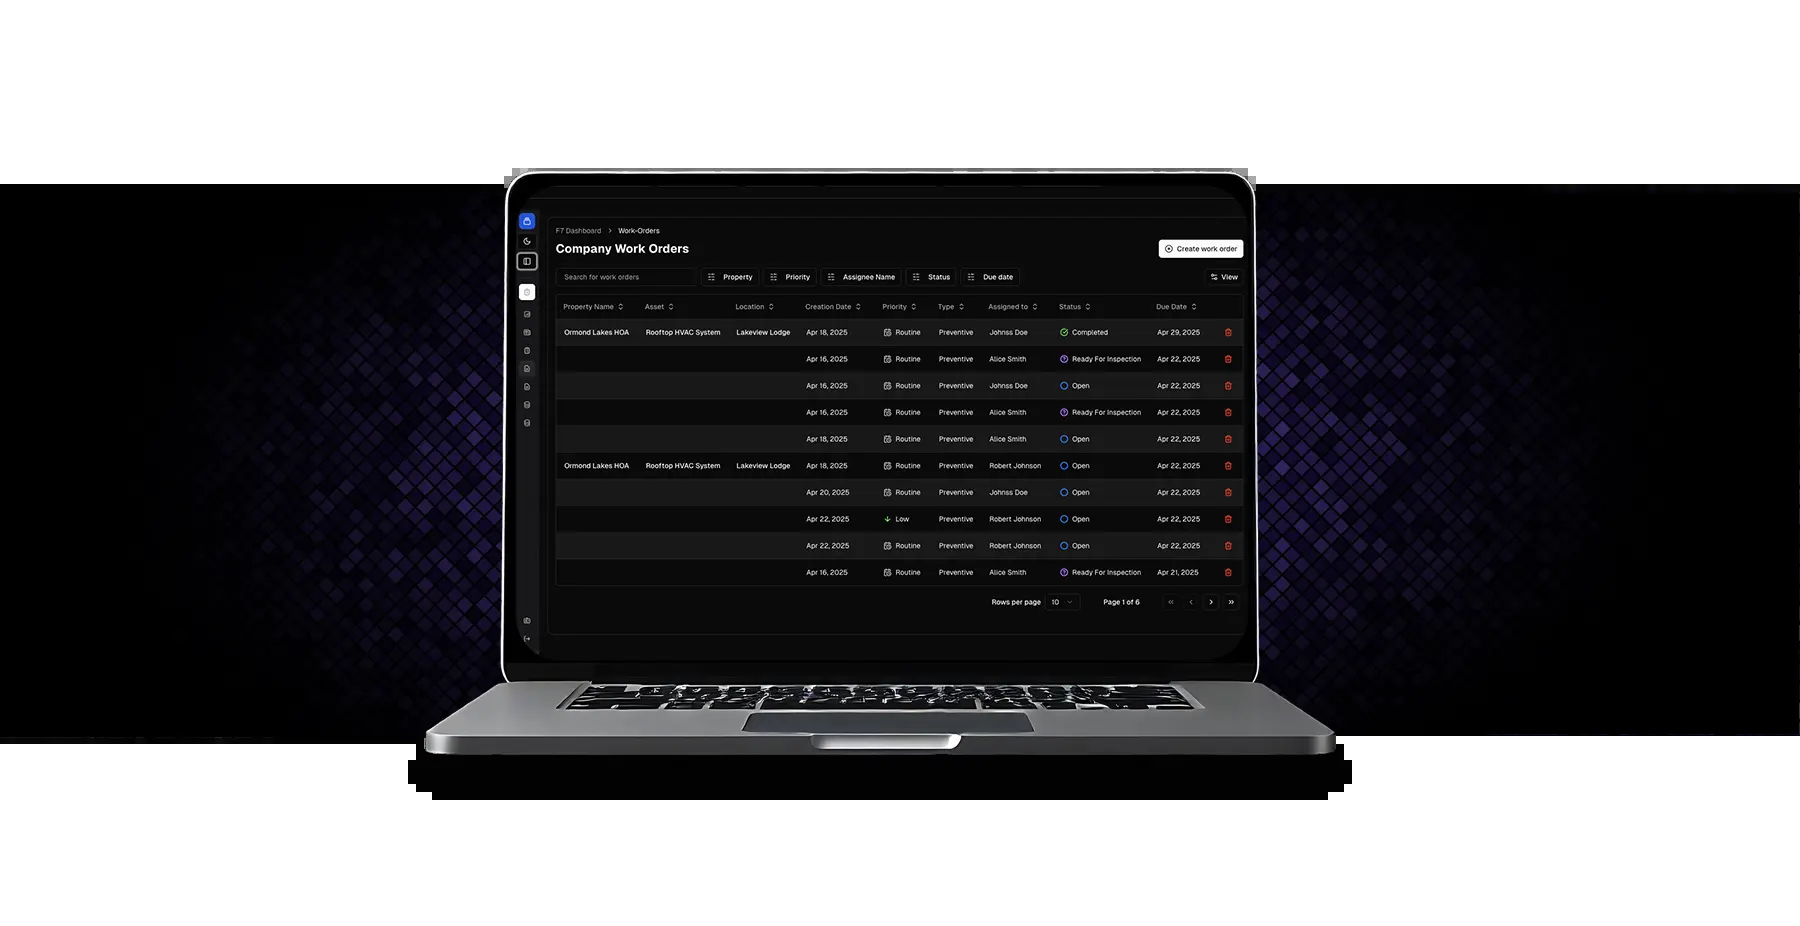 F7 Dashboard > Work-Orders
Company Work Orders
Create work order
Search for work orders Property Priority Assignee Name Status Due date View
Property Name Asset Location Creation Date Priority Type Assigned to Status Due Date
Ormond Lakes HOA Rooftop HVAC System Lakeview Lodge Apr 18, 2025 Routine Preventive Johnss Doe Completed Apr 29, 2025
Apr 16, 2025 Routine Preventive Alice Smith Ready For Inspection Apr 22, 2025
Apr 16, 2025 Routine Preventive Johnss Doe Open Apr 22, 2025
Apr 16, 2025 Routine Preventive Alice Smith Ready For Inspection Apr 22, 2025
Apr 18, 2025 Routine Preventive Alice Smith Open Apr 22, 2025
Ormond Lakes HOA Rooftop HVAC System Lakeview Lodge Apr 18, 2025 Routine Preventive Robert Johnson Open Apr 22, 2025
Apr 20, 2025 Routine Preventive Johnss Doe Open Apr 22, 2025
Apr 22, 2025 Low Preventive Robert Johnson Open Apr 22, 2025
Apr 22, 2025 Routine Preventive Robert Johnson Open Apr 22, 2025
Apr 16, 2025 Routine Preventive Alice Smith Ready For Inspection Apr 21, 2025
Rows per page 10 Page 1 of 6 « ‹ › »